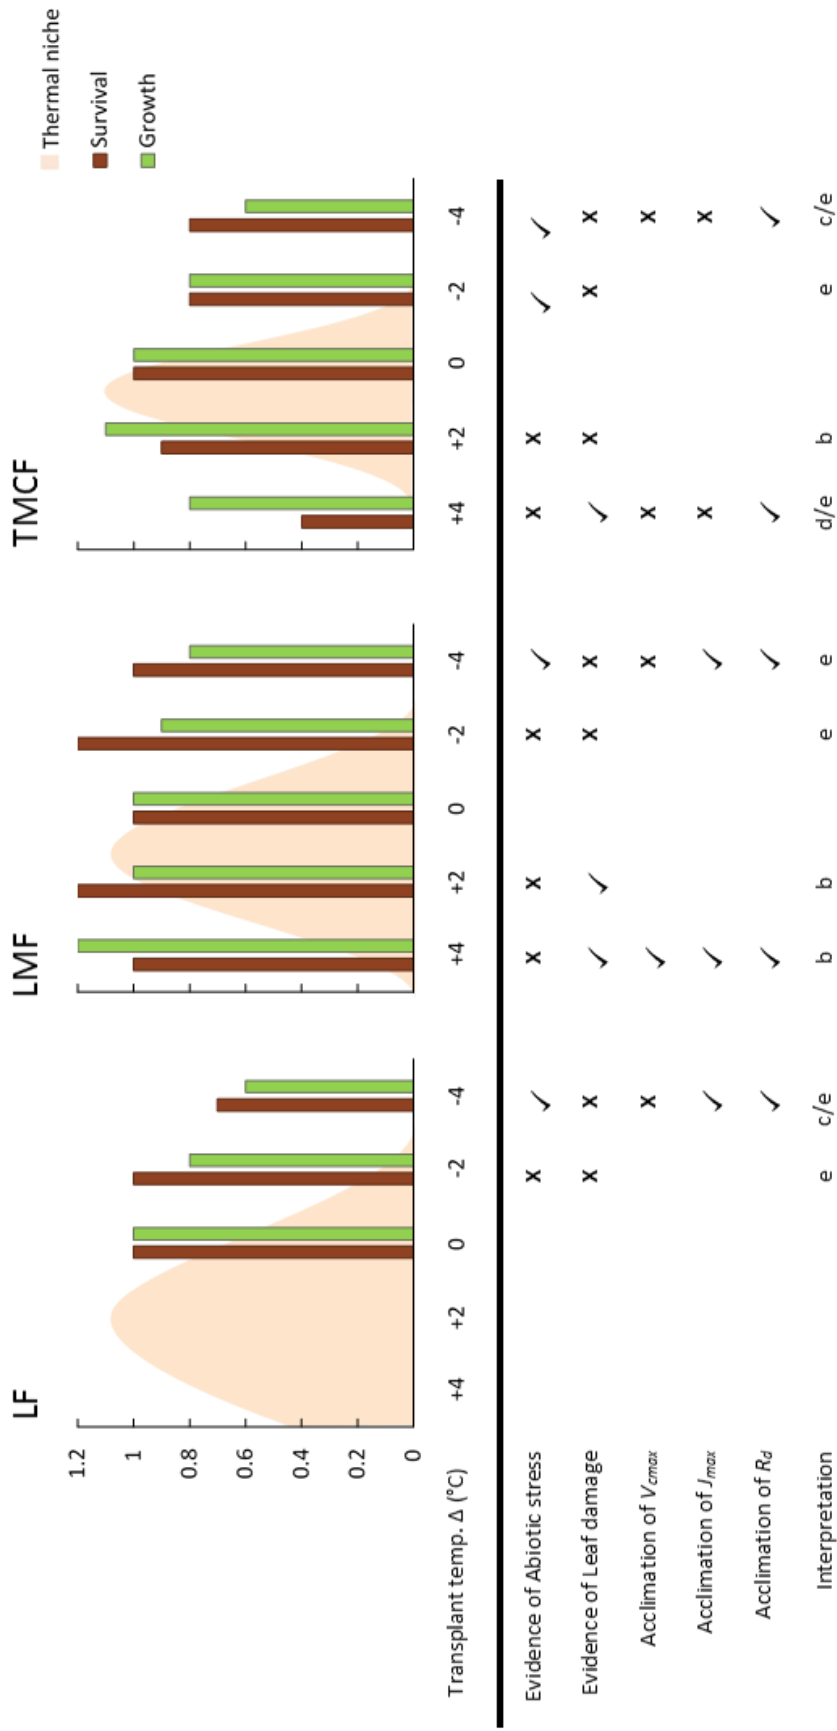 LF LMF TMCF
Thermal niche
Survival
Growth
1.2
1
0.8
0.6
0.4
0.2
0
Transplant temp. Δ (°C) +4 +2 0 -2 -4 +4 +2 0 -2 -4 +4 +2 0 -2 -4
Evidence of Abiotic stress x ✓ x x x ✓ x x ✓ ✓
Evidence of Leaf damage x x ✓ ✓ x x ✓ x x x
Acclimation of Vcmax x ✓ x x x
Acclimation of Jmax ✓ ✓ ✓ x x
Acclimation of Rd ✓ ✓ ✓ ✓ ✓
Interpretation e c/e b b e e d/e b e c/e